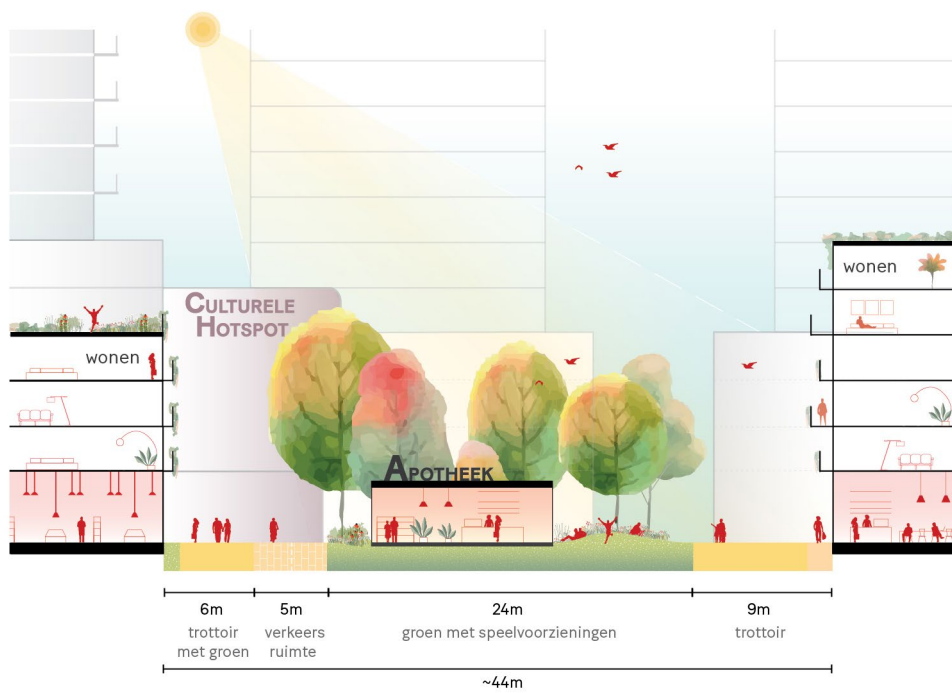 CULTURELE
HOTSPOT
wonen
wonen
APOTHEEK
6m
5m
24m
9m
trottoir
met groen
verkeers
ruimte
groen met speelvoorzieningen
trottoir
~44m